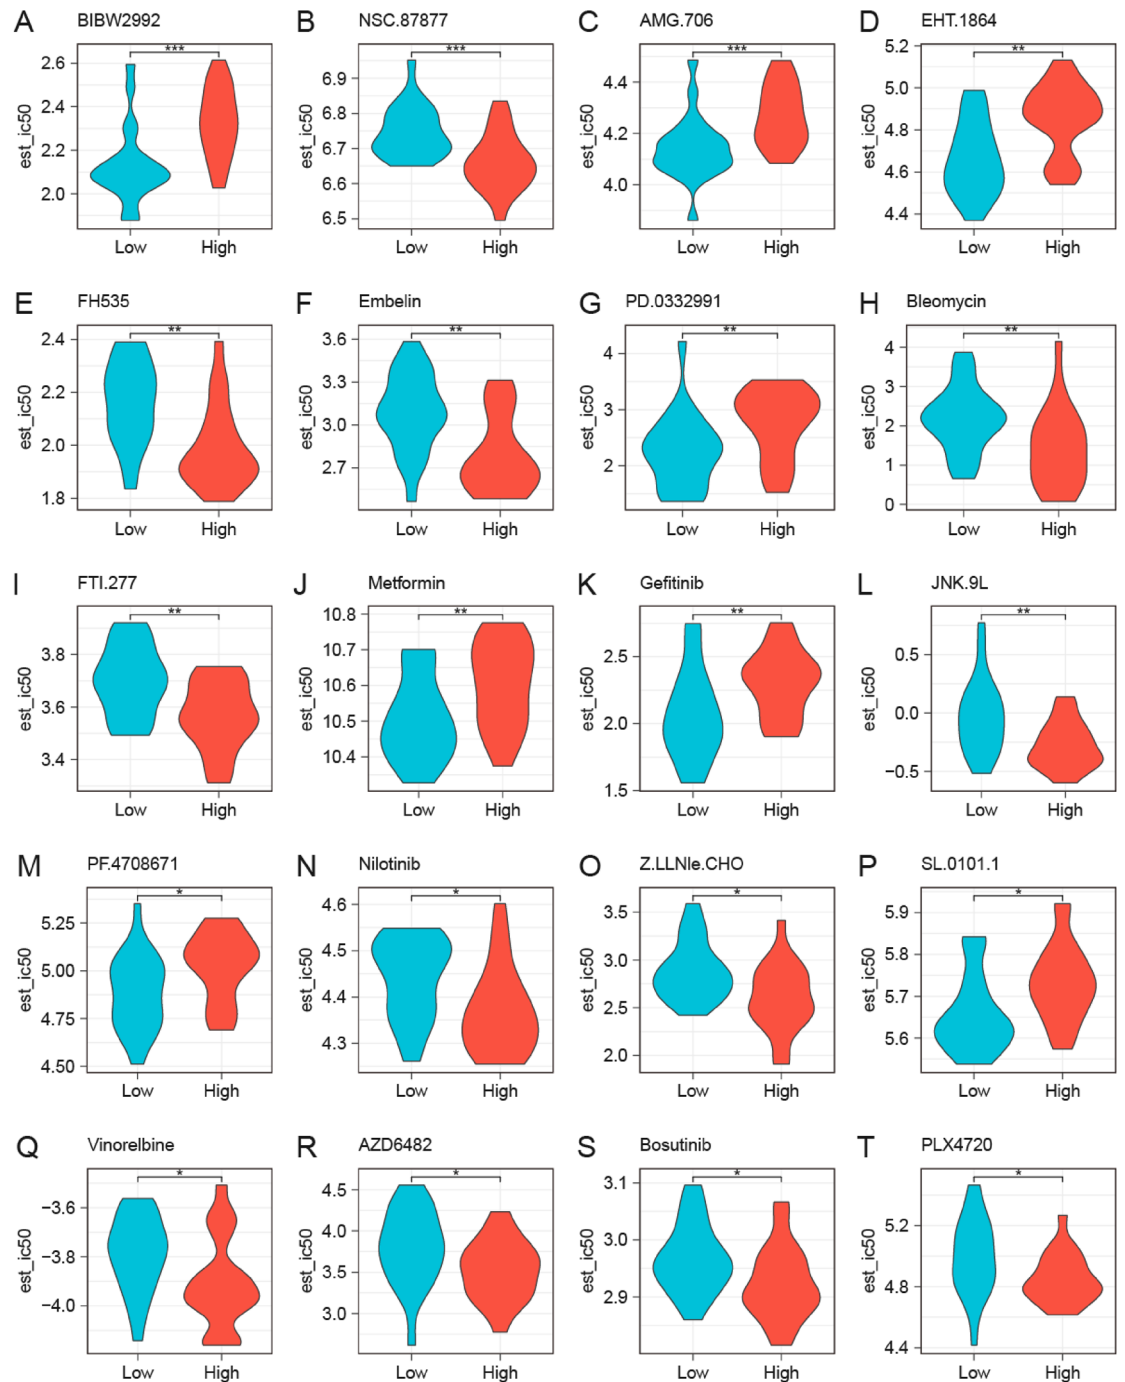 A BIBW2992 B NSC.87877 C AMG.706 D EHT.1864
*** *** *** **
est_ic50 2.6 2.4 2.2 2.0 est_ic50 6.9 6.8 6.7 6.6 6.5 est_ic50 4.4 4.2 4.0 est_ic50 5.2 5.0 4.8 4.6 4.4
Low High Low High Low High Low High
E FH535 F Embelin G PD.0332991 H Bleomycin
** ** ** **
est_ic50 2.4 2.2 2.0 1.8 est_ic50 3.6 3.3 3.0 2.7 est_ic50 4 3 2 est_ic50 4 3 2 1 0
Low High Low High Low High Low High
I FTI.277 J Metformin K Gefitinib L JNK.9L
** ** ** **
est_ic50 3.8 3.6 3.4 est_ic50 10.8 10.7 10.6 10.5 10.4 est_ic50 2.5 2.0 1.5 est_ic50 0.5 0.0 −0.5
Low High Low High Low High Low High
M PF.4708671 N Nilotinib O Z.LLNle.CHO P SL.0101.1
* * * *
est_ic50 5.25 5.00 4.75 4.50 est_ic50 4.6 4.5 4.4 4.3 est_ic50 3.5 3.0 2.5 2.0 est_ic50 5.9 5.8 5.7 5.6
Low High Low High Low High Low High
Q Vinorelbine R AZD6482 S Bosutinib T PLX4720
* * * *
est_ic50 −3.6 −3.8 −4.0 est_ic50 4.5 4.0 3.5 3.0 est_ic50 3.1 3.0 2.9 est_ic50 5.2 4.8 4.4
Low High Low High Low High Low High